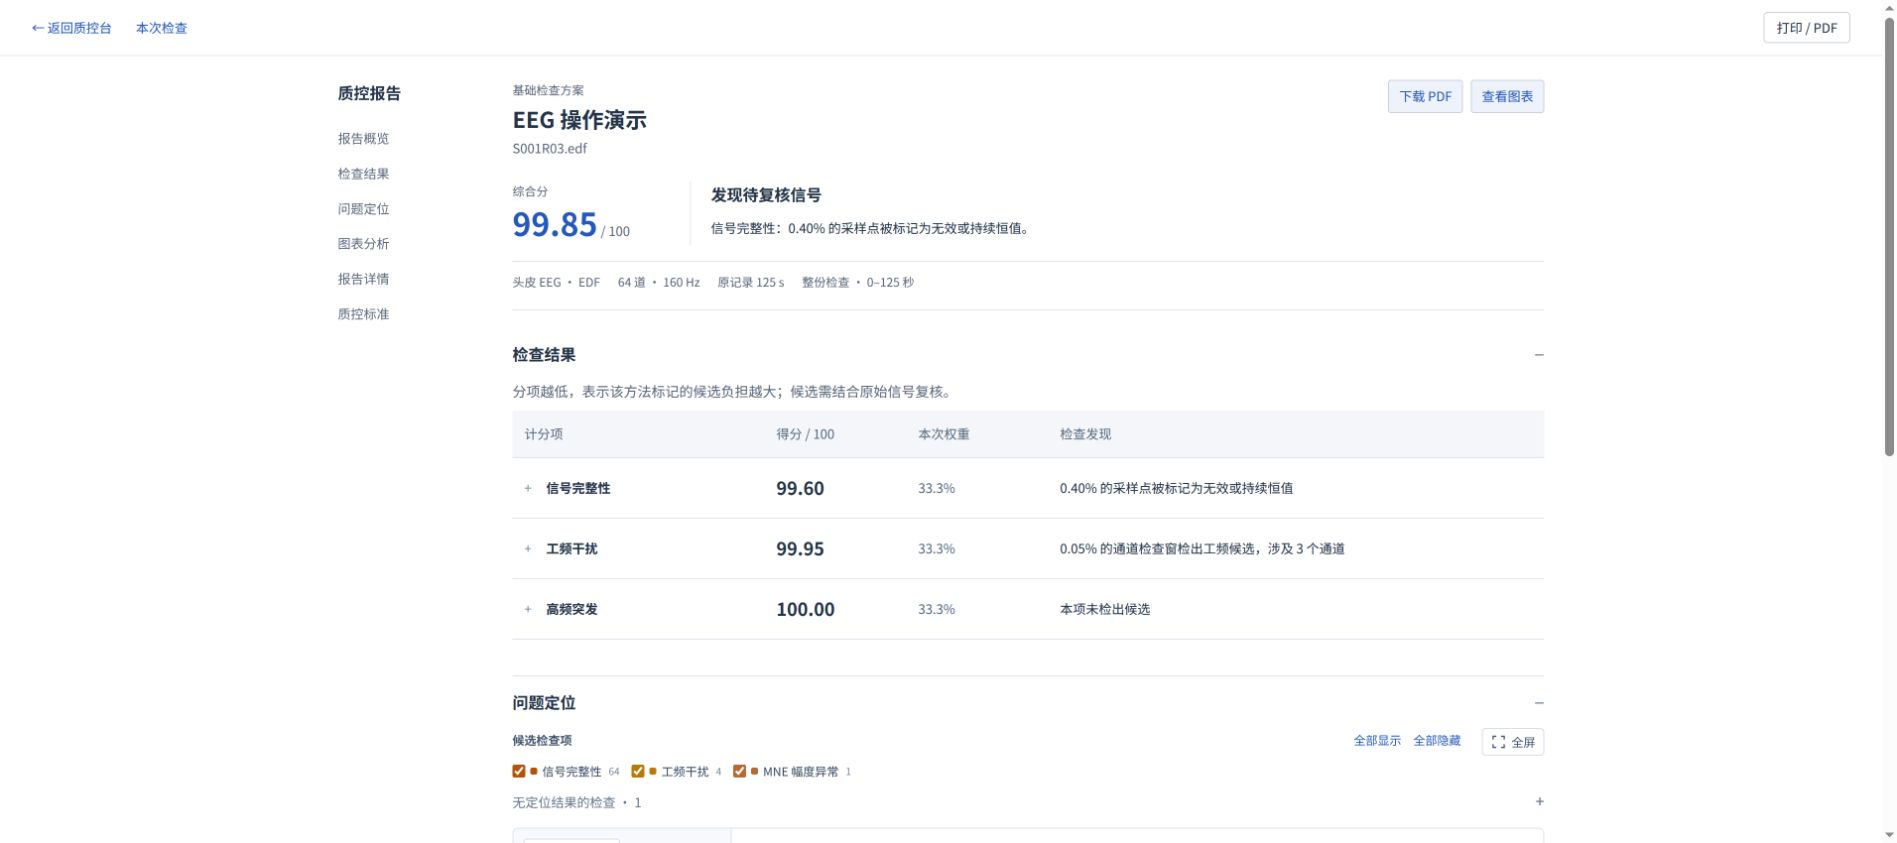 ← 返回质控台 本次检查 打印 / PDF
质控报告
报告概览
检查结果
问题定位
图表分析
报告详情
质控标准
基础检查方案
EEG 操作演示
S001R03.edf
下载 PDF 查看图表
综合分
99.85 / 100
发现待复核信号
信号完整性：0.40% 的采样点被标记为无效或持续恒值。
头皮 EEG · EDF 64 道 · 160 Hz 原记录 125 s 整份检查 · 0–125 秒
检查结果 −
分项越低，表示该方法标记的候选负担越大；候选需结合原始信号复核。
计分项 得分 / 100 本次权重 检查发现
+ 信号完整性 99.60 33.3% 0.40% 的采样点被标记为无效或持续恒值
+ 工频干扰 99.95 33.3% 0.05% 的通道检查窗检出工频候选，涉及 3 个通道
+ 高频突发 100.00 33.3% 本项未检出候选
问题定位 −
候选检查项 全部显示 全部隐藏 全屏
信号完整性 64 工频干扰 4 MNE 幅度异常 1
无定位结果的检查 · 1 +